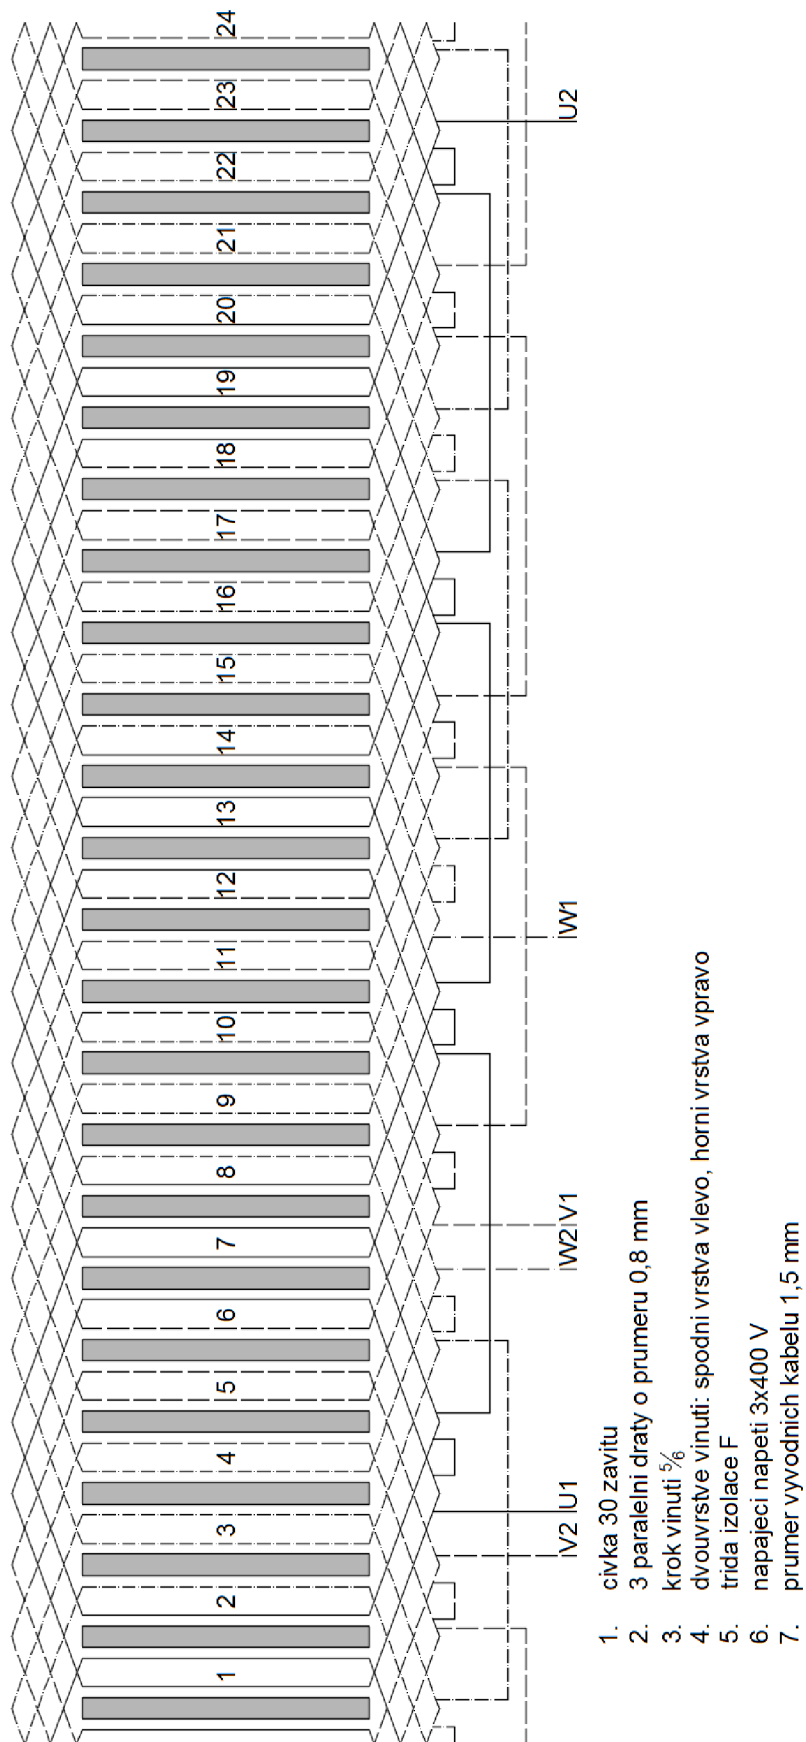 1 2 3 4 5 6 7 8 9 10 11 12 13 14 15 16 17 18 19 20 21 22 23 24
V2 U1 W2 V1 W1 U2
1. civka 30 zavitu
2. 3 paralelni draty o prumeru 0,8 mm
3. krok vinuti 5⁄6
4. dvouvrstve vinuti: spodni vrstva vlevo, horni vrstva vpravo
5. trida izolace F
6. napajeci napeti 3x400 V
7. prumer vyvodnich kabelu 1,5 mm